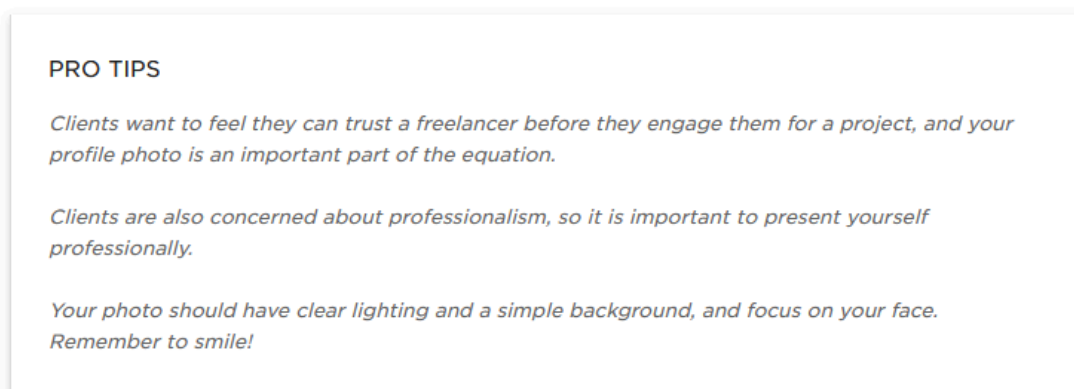 PRO TIPS
Clients want to feel they can trust a freelancer before they engage them for a project, and your
profile photo is an important part of the equation.
Clients are also concerned about professionalism, so it is important to present yourself
professionally.
Your photo should have clear lighting and a simple background, and focus on your face.
Remember to smile!